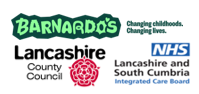 BARNARDO'S
Changing childhoods.
Changing lives.
Lancashire
County
Council
NHS
Lancashire and
South Cumbria
Integrated Care Board